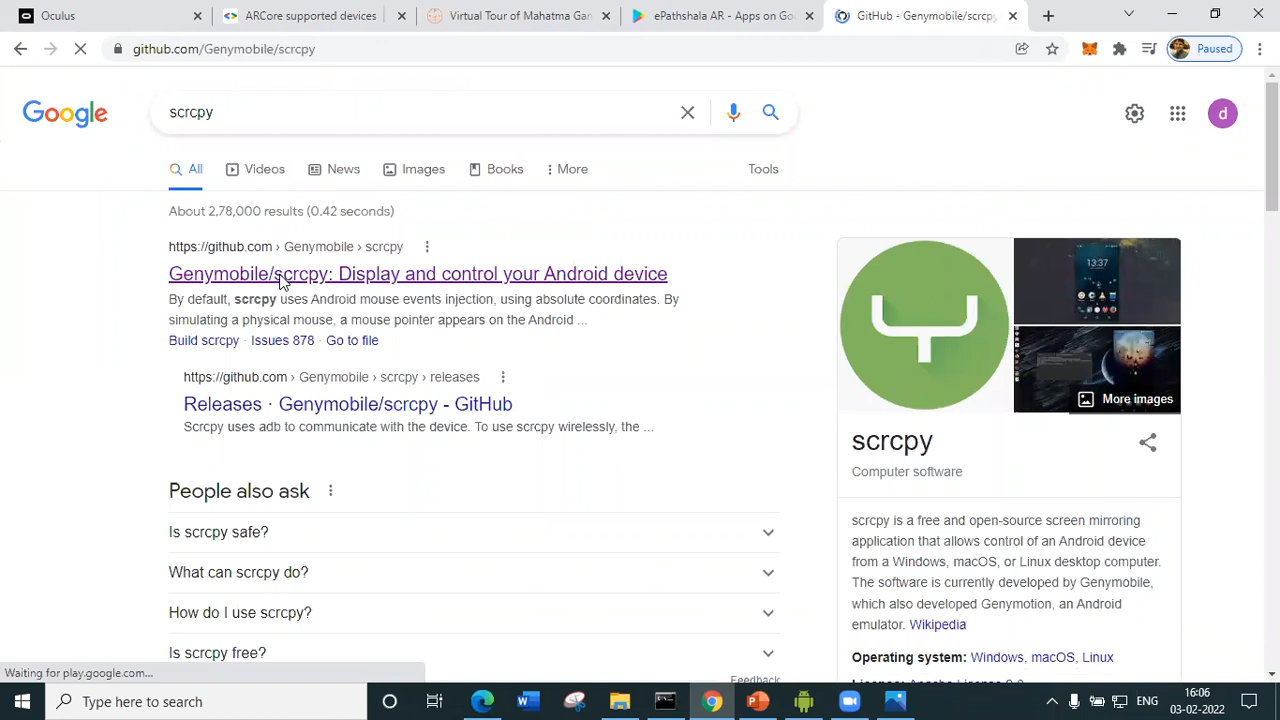 Oculus
ARCore supported devices
Virtual Tour of Mahatma Gan
ePathshala AR - Apps on Go
GitHub - Genymobile/scrcpy
github.com/Genymobile/scrcpy
Paused
Google
scrcpy
d
All
Videos
News
Images
Books
More
Tools
About 2,78,000 results (0.42 seconds)
https://github.com › Genymobile › scrcpy
Genymobile/scrcpy: Display and control your Android device
By default, scrcpy uses Android mouse events injection, using absolute coordinates. By
simulating a physical mouse, a mouse pointer appears on the Android ...
Build scrcpy · Issues 878 · Go to file
https://github.com › Genymobile › scrcpy › releases
Releases · Genymobile/scrcpy - GitHub
Scrcpy uses adb to communicate with the device. To use scrcpy wirelessly, the ...
13:37
More images
scrcpy
Computer software
scrcpy is a free and open-source screen mirroring
application that allows control of an Android device
from a Windows, macOS, or Linux desktop computer.
The software is currently developed by Genymobile,
which also developed Genymotion, an Android
emulator. Wikipedia
Operating system: Windows, macOS, Linux
People also ask
Is scrcpy safe?
What can scrcpy do?
How do I use scrcpy?
Is scrcpy free?
Feedback
Waiting for play.google.com...
Type here to search
ENG
16:06
03-02-2022